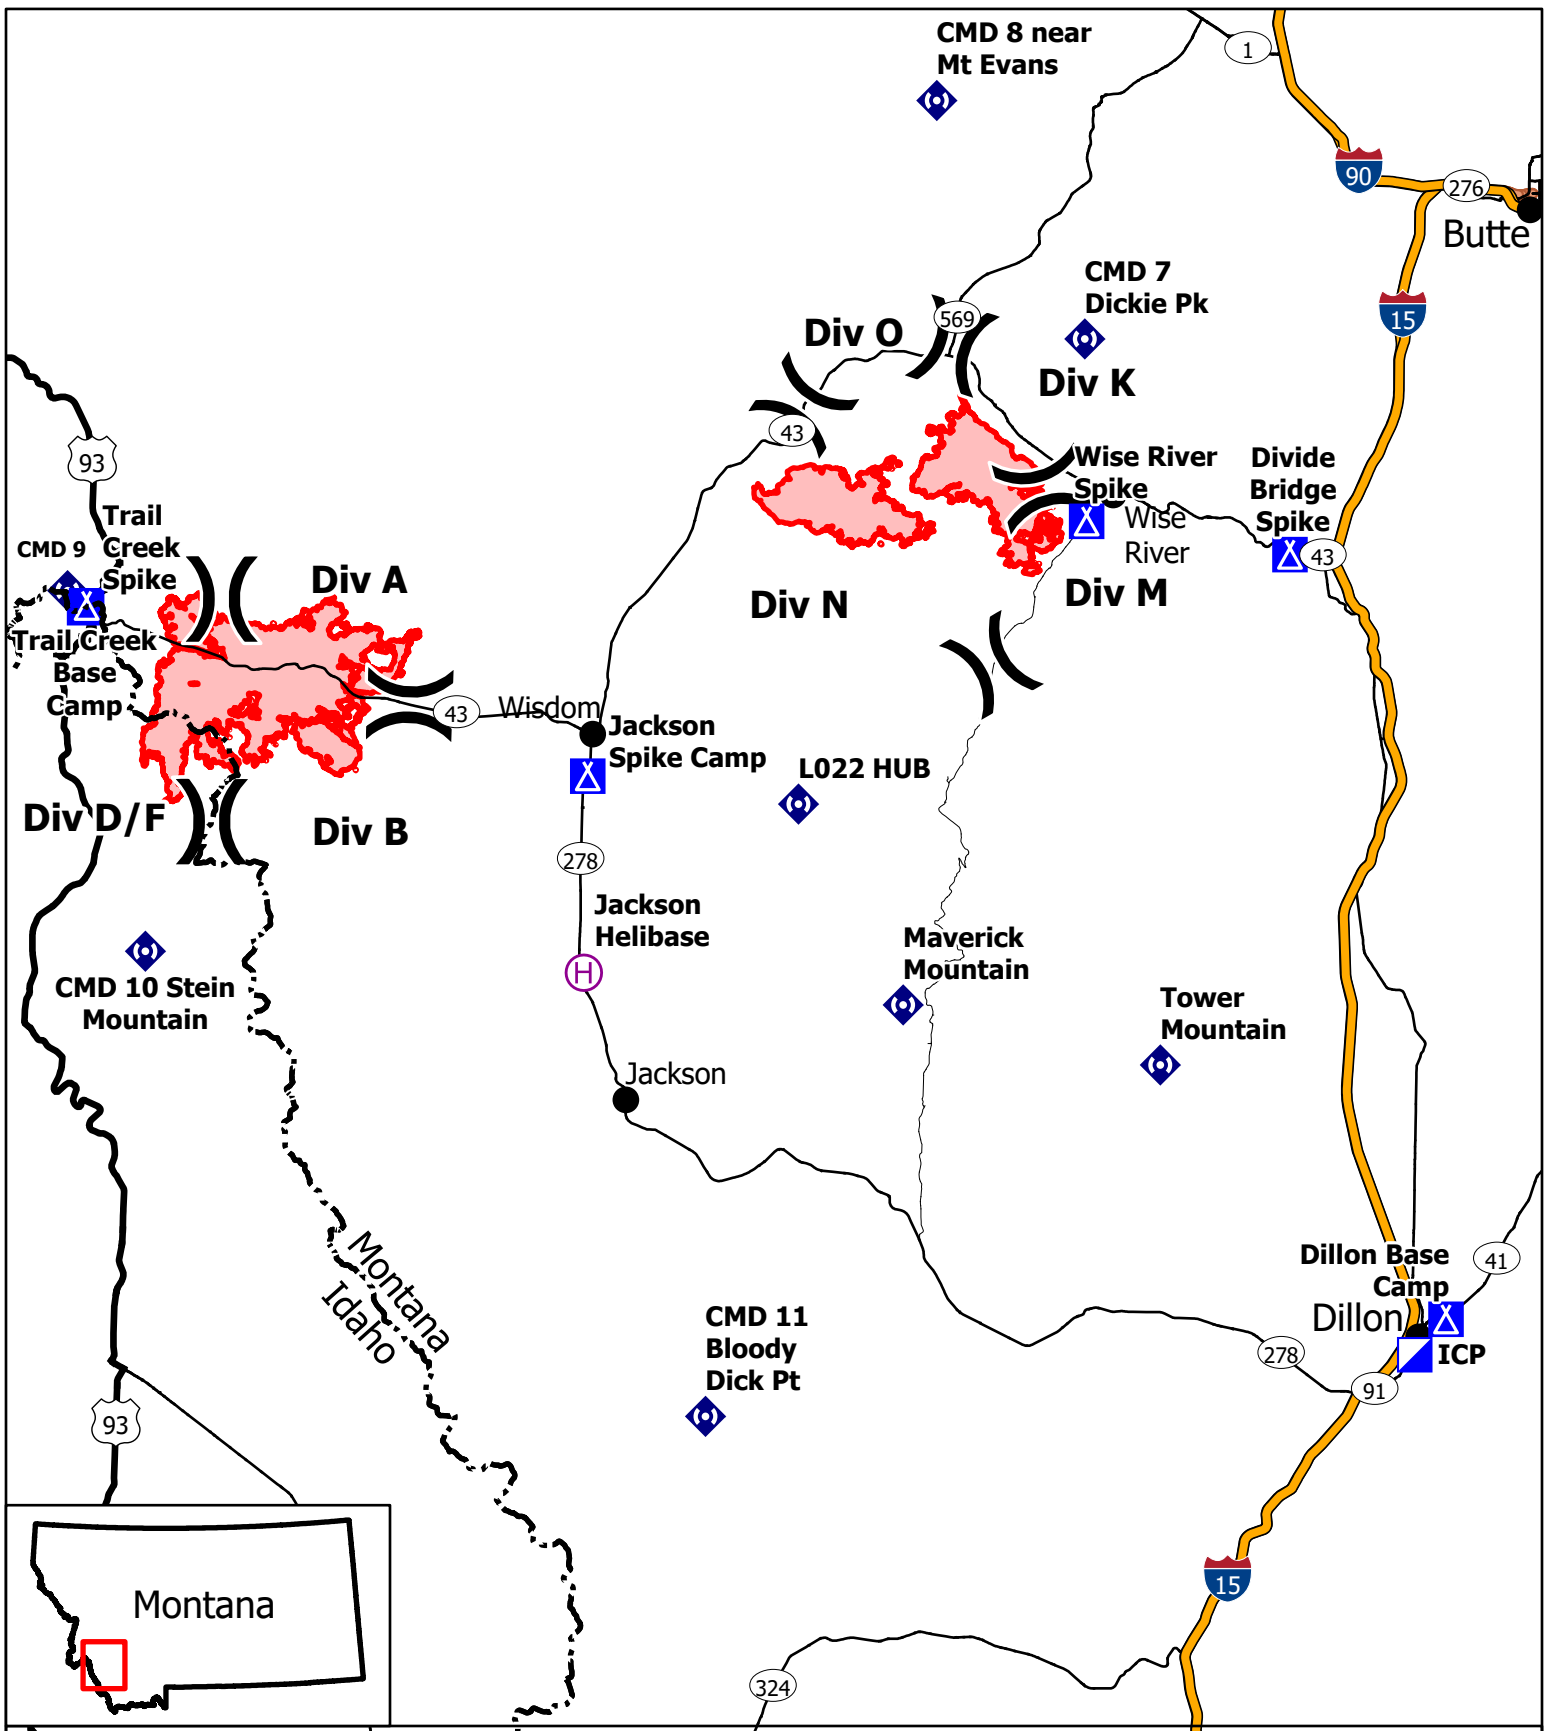 CMD 8 near
Mt Evans
1
90
276
Butte
CMD 7
Dickie Pk
15
569
Div O
Div K
43
93
Wise River
Spike
Wise
River
Divide
Bridge
Spike
43
Trail
Creek
Spike
CMD 9
Div A
Div N
Div M
Trail Creek
Base
Camp
43
Wisdom
Jackson
Spike Camp
L022 HUB
Div D/F
Div B
278
Jackson
Helibase
H
Maverick
Mountain
CMD 10 Stein
Mountain
Tower
Mountain
Jackson
Montana
Idaho
Dillon Base
Camp
41
Dillon
ICP
CMD 11
Bloody
Dick Pt
278
91
93
15
Montana
324